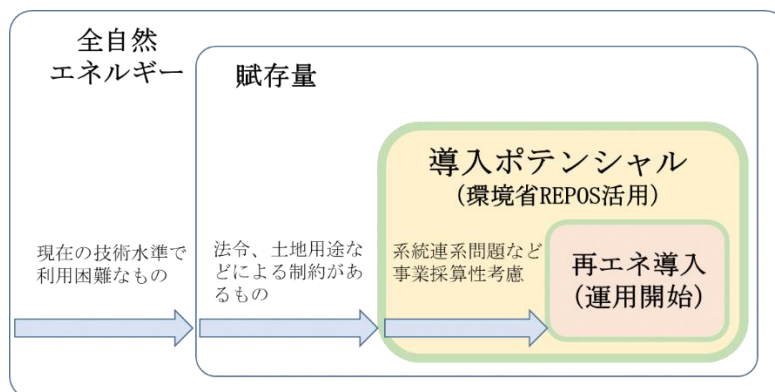 全自然
エネルギー
賦存量
導入ポテンシャル
(環境省REPOS活用)
現在の技術水準で
利用困難なもの
法令、土地用途な
どによる制約があ
るもの
系統連系問題など
事業採算性考慮
再エネ導入
(運用開始)